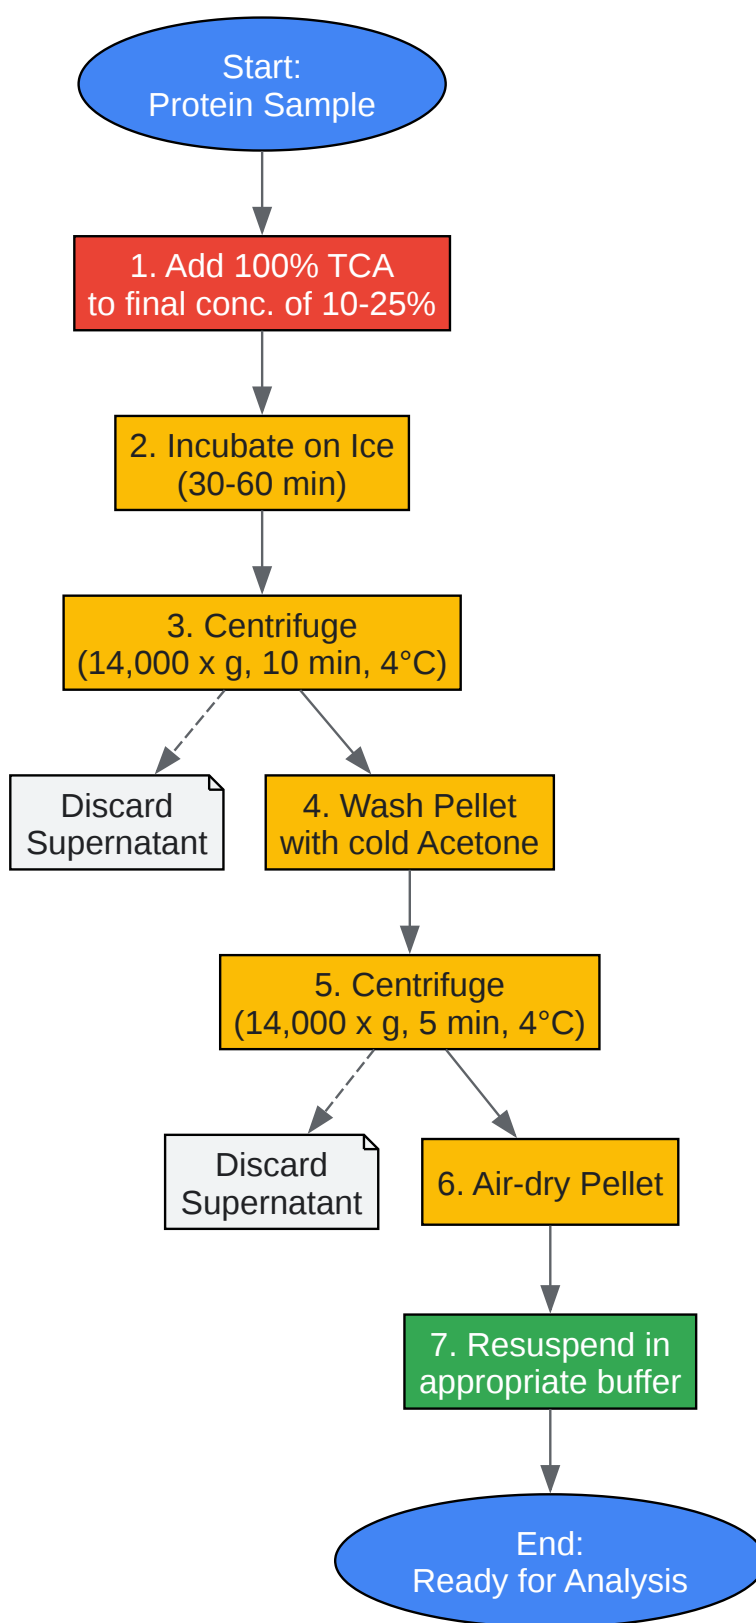 Start:
Protein Sample
1. Add 100% TCA
to final conc. of 10-25%
2. Incubate on Ice
(30-60 min)
3. Centrifuge
(14,000 x g, 10 min, 4°C)
Discard
Supernatant
4. Wash Pellet
with cold Acetone
5. Centrifuge
(14,000 x g, 5 min, 4°C)
Discard
Supernatant
6. Air-dry Pellet
7. Resuspend in
appropriate buffer
End:
Ready for Analysis